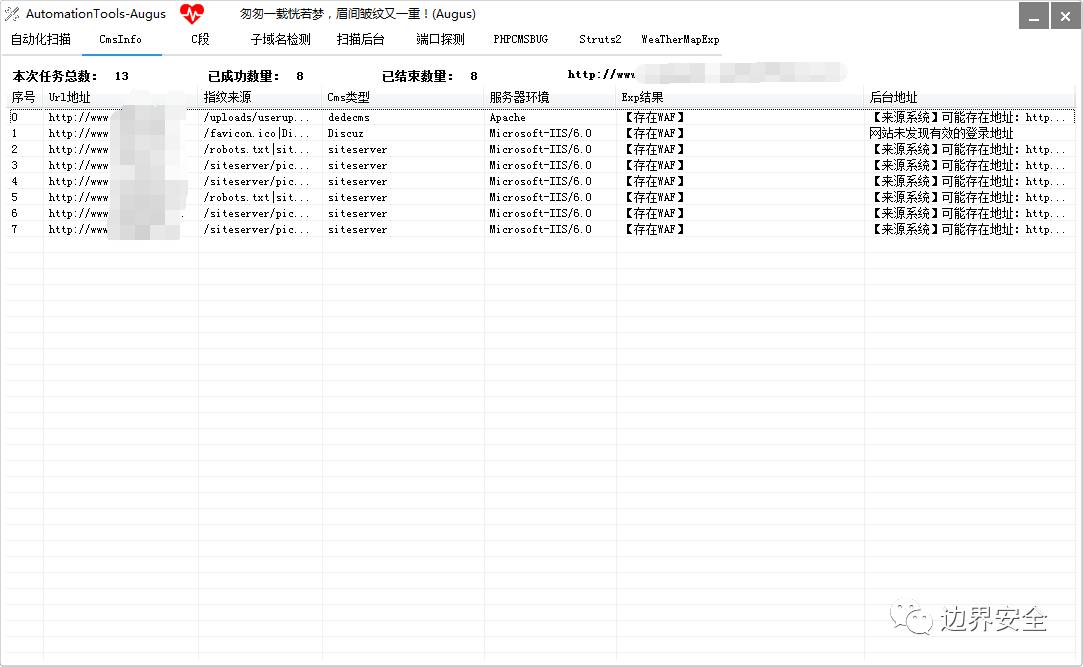 AutomationTools-Augus 匆匆一载恍若梦，眉间皱纹又一重！(Augus)
自动化扫描 CmsInfo C段 子域名检测 扫描后台 端口探测 PHPCMSBUG Struts2 WeaTherMapExp
本次任务总数： 13 已成功数量： 8 已结束数量： 8 http://www
序号 Url地址 指纹来源 Cms类型 服务器环境 Exp结果 后台地址
0 http://www /uploads/userup... dedecms Apache 【存在WAF】 【来源系统】可能存在地址：http...
1 http://www /favicon.ico|Di... Discuz Microsoft-IIS/6.0 【存在WAF】 网站未发现有效的登录地址
2 http://www /robots.txt|sit... siteserver Microsoft-IIS/6.0 【存在WAF】 【来源系统】可能存在地址：http...
3 http://www /siteserver/pic... siteserver Microsoft-IIS/6.0 【存在WAF】 【来源系统】可能存在地址：http...
4 http://www /siteserver/pic... siteserver Microsoft-IIS/6.0 【存在WAF】 【来源系统】可能存在地址：http...
5 http://www /robots.txt|sit... siteserver Microsoft-IIS/6.0 【存在WAF】 【来源系统】可能存在地址：http...
6 http://www /siteserver/pic... siteserver Microsoft-IIS/6.0 【存在WAF】 【来源系统】可能存在地址：http...
7 http://www /siteserver/pic... siteserver Microsoft-IIS/6.0 【存在WAF】 【来源系统】可能存在地址：http...
边界安全